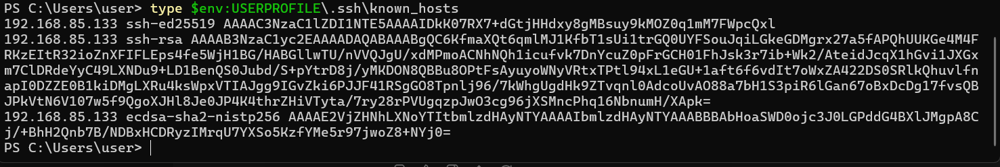 PS C:\Users\user> type $env:USERPROFILE\.ssh\known_hosts
192.168.85.133 ssh-ed25519 AAAAC3NzaC1lZDI1NTE5AAAAIDkK07RX7+dGtjHHdxy8gMBsuy9kMOZ0q1mM7FWpcQxl
192.168.85.133 ssh-rsa AAAAB3NzaC1yc2EAAAADAQABAAABgQC6KfmaXQt6qmlMJ1KfbT1sUi1trGQ0UYFSouJqiLGkeGDMgrx27a5fAPQhUUKGe4M4F
RKzEItR32ioZnXFIFLEps4fe5WjH1BG/HABGllwTU/nVVQJgU/xdMPmoACNhNQh1icufvk7DnYcuZ0pFrGCH01FhJsk3r7ib+Wk2/AteidJcqX1hGvi1JXGx
m7ClDRdeYyC49LXNDu9+LD1BenQS0Jubd/S+pYtrD8j/yMKDON8QBBu8OPtFsAyuyoWNyVRtxTPtl94xL1eGU+1aft6f6vdIt7oWxZA422DS0SRlkQhuvlfn
apI0DZZE0B1kiDMgLXRu4ksWpxVTIAJgg9IGvZki6PJJF41RSgGO8Tpnlj96/7kWhgUgdHk9ZTvqnl0AdcoUvAO88a7bH1S3piR6lGan67oBxDcDg17fvsQB
JPkVtN6V107w5f9QgoXJHl8Je0JP4K4thrZHiVTyta/7ry28rPVUgqzpJwO3cg96jXSMncPhq16NbnumH/XApk=
192.168.85.133 ecdsa-sha2-nistp256 AAAAE2VjZHNhLXNoYTItbmlzdHAyNTYAAAAIbmlzdHAyNTYAAABBBAbHoaSWD0ojc3J0LGPddG4BXlJMgpA8C
j/+BhH2Qnb7B/NDBxHCDRyzIMrqU7YXSo5KzfYMe5r97jwoZ8+NYj0=
PS C:\Users\user>